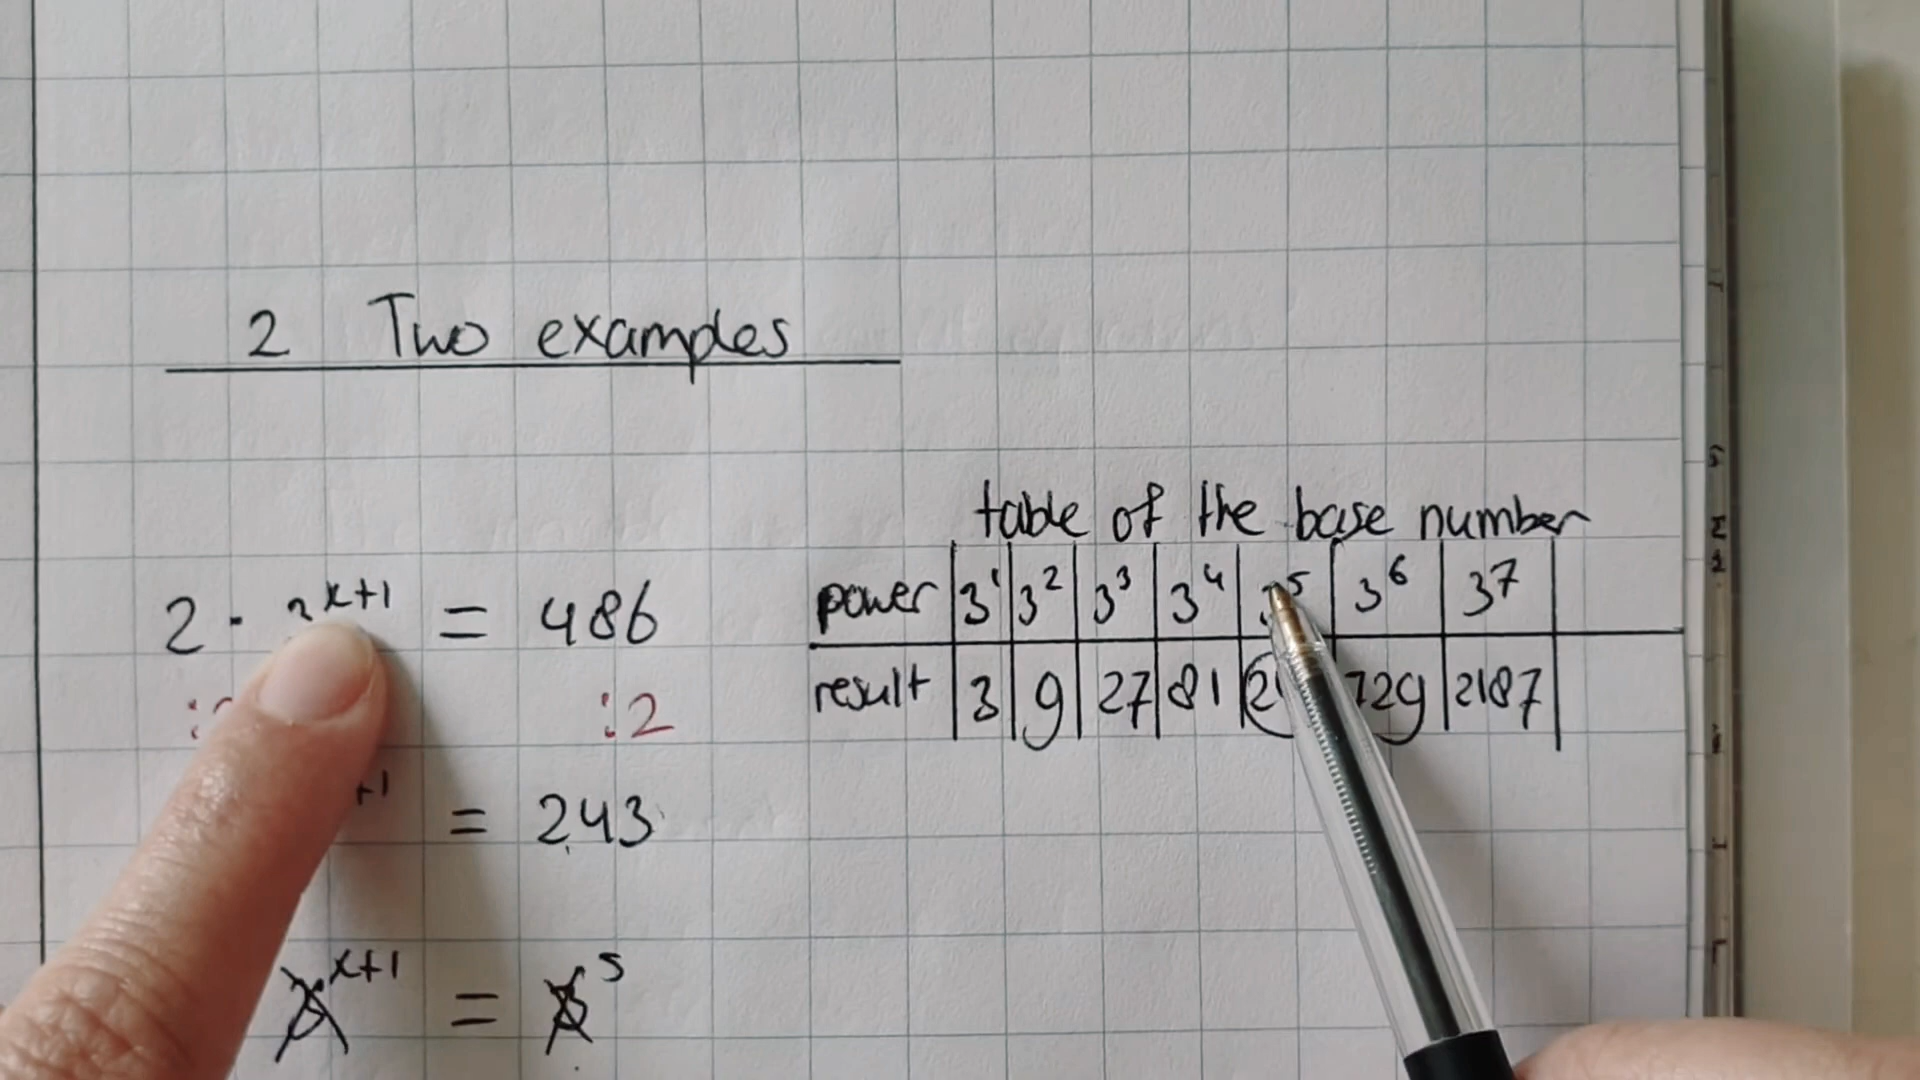 2 Two examples
table of the base number
power 3¹ 3² 3³ 3⁴ 3⁵ 3⁶ 3⁷
result 3 9 27 81 729 2187
2 · 3ˣ⁺¹ = 486
:2
+1 = 243
3ˣ⁺¹ = 3⁵